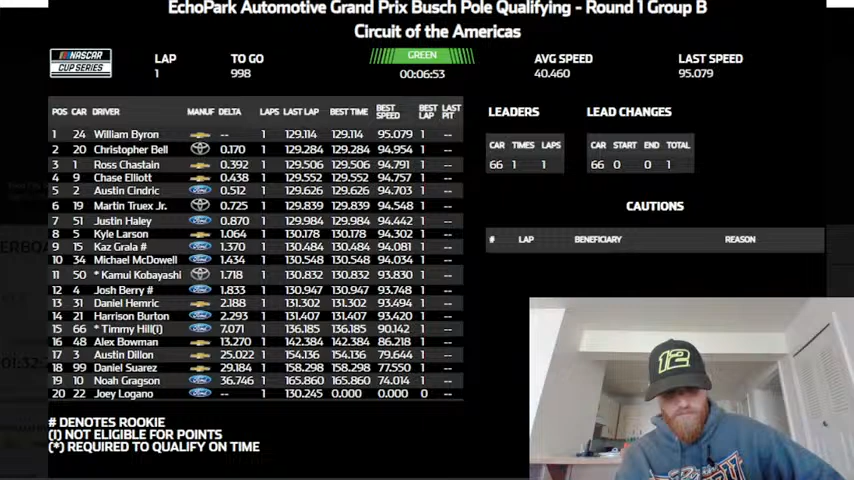 EchoPark Automotive Grand Prix Busch Pole Qualifying - Round 1 Group B
Circuit of the Americas
NASCAR
CUP SERIES
LAP TO GO GREEN AVG SPEED LAST SPEED
1 998 00:06:53 40.460 95.079
POS CAR DRIVER MANUF DELTA LAPS LAST LAP BEST TIME BEST SPEED BEST LAP LAST PIT
1 24 William Byron -- 1 129.114 129.114 95.079 1 --
2 20 Christopher Bell 0.170 1 129.284 129.284 94.954 1 --
3 1 Ross Chastain 0.392 1 129.506 129.506 94.791 1 --
4 9 Chase Elliott 0.438 1 129.552 129.552 94.757 1 --
5 2 Austin Cindric Ford 0.512 1 129.626 129.626 94.703 1 --
6 19 Martin Truex Jr. 0.725 1 129.839 129.839 94.548 1 --
7 51 Justin Haley Ford 0.870 1 129.984 129.984 94.442 1 --
8 5 Kyle Larson 1.064 1 130.178 130.178 94.302 1 --
9 15 Kaz Grala # Ford 1.370 1 130.484 130.484 94.081 1 --
10 34 Michael McDowell Ford 1.434 1 130.548 130.548 94.034 1 --
11 50 * Kamui Kobayashi 1.718 1 130.832 130.832 93.830 1 --
12 4 Josh Berry # Ford 1.833 1 130.947 130.947 93.748 1 --
13 31 Daniel Hemric 2.188 1 131.302 131.302 93.494 1 --
14 21 Harrison Burton Ford 2.293 1 131.407 131.407 93.420 1 --
15 66 * Timmy Hill(i) Ford 7.071 1 136.185 136.185 90.142 1 --
16 48 Alex Bowman 13.270 1 142.384 142.384 86.218 1 --
17 3 Austin Dillon 25.022 1 154.136 154.136 79.644 1 --
18 99 Daniel Suarez 29.184 1 158.298 158.298 77.550 1 --
19 10 Noah Gragson Ford 36.746 1 165.860 165.860 74.014 1 --
20 22 Joey Logano Ford -- 1 130.245 0.000 0.000 0 --
# DENOTES ROOKIE
(i) NOT ELIGIBLE FOR POINTS
(*) REQUIRED TO QUALIFY ON TIME
LEADERS LEAD CHANGES
CAR TIMES LAPS CAR START END TOTAL
66 1 1 66 0 0 1
CAUTIONS
# LAP BENEFICIARY REASON
12